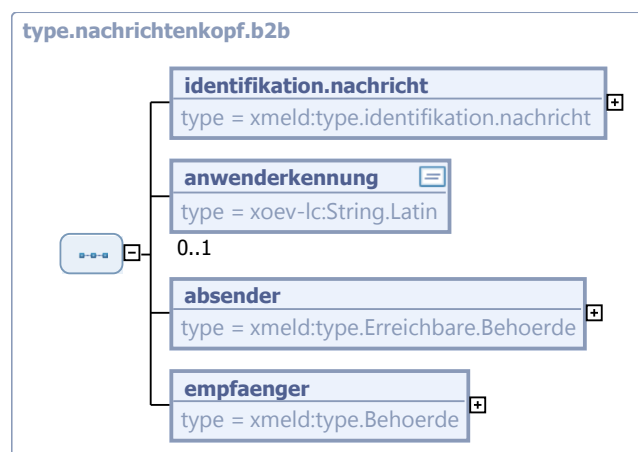 type.nachrichtenkopf.b2b
identifikation.nachricht
type = xmeld:type.identifikation.nachricht
anwenderkennung
type = xoev-lc:String.Latin
0..1
absender
type = xmeld:type.Erreichbare.Behoerde
empfaenger
type = xmeld:type.Behoerde